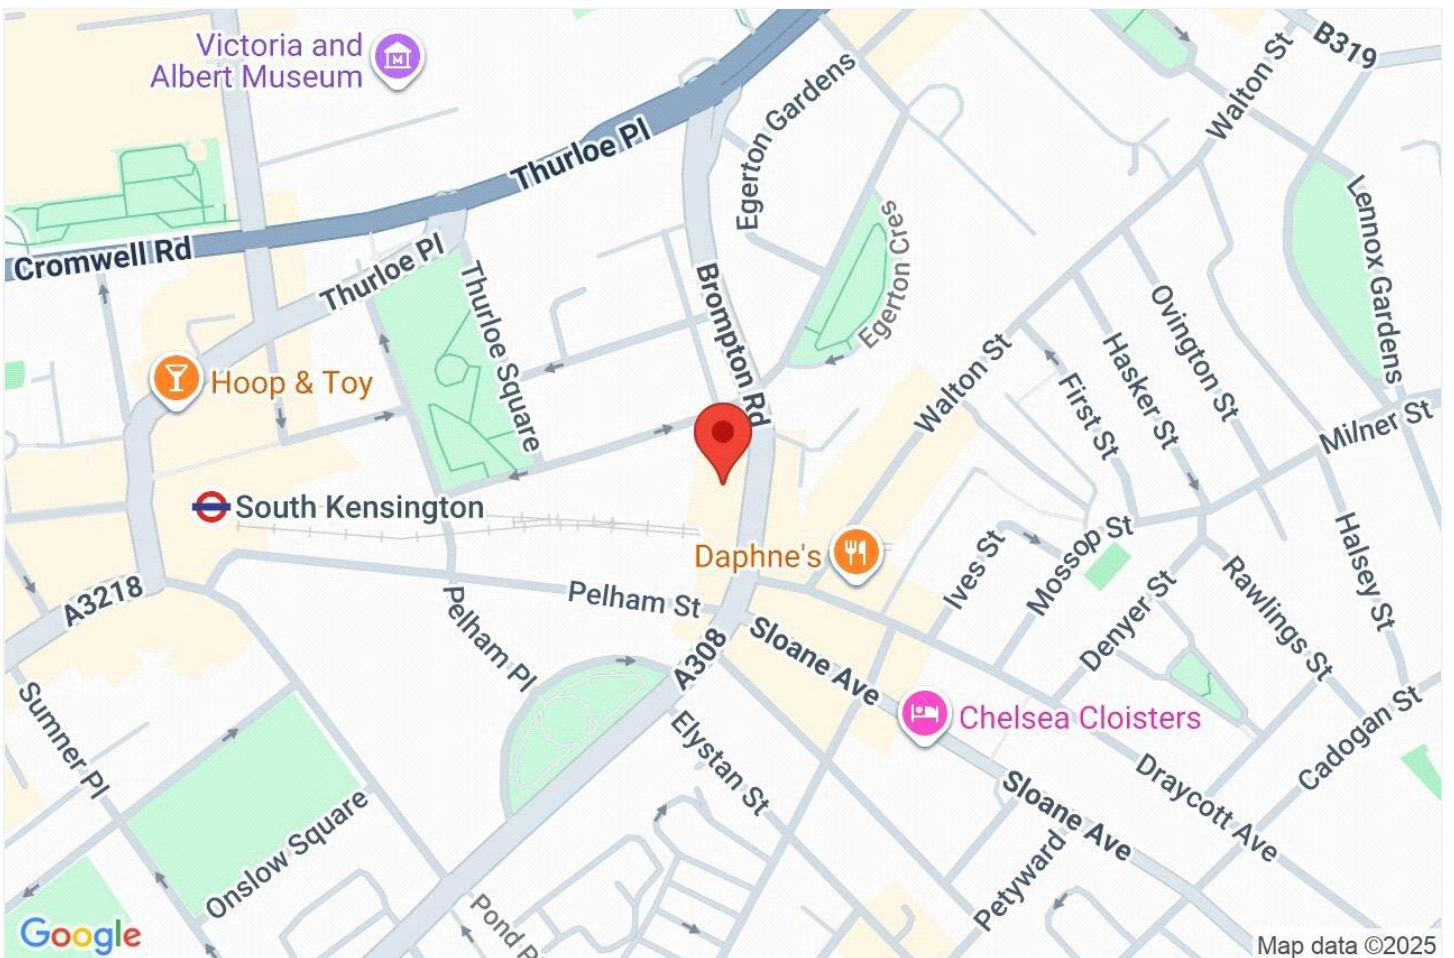 Victoria and
Albert Museum
B319
Walton St
Egerton Gardens
Thurloe Pl
Lennox Gardens
Cromwell Rd
Thurloe Pl
Thurloe Square
Brompton Rd
Egerton Cres
Ovington St
Hasker St
Walton St
First St
Hoop & Toy
Milner St
South Kensington
Daphne's
Ives St
Mossop St
Halsey St
A3218
Pelham St
Pelham Pl
Denyer St
Rawlings St
A308
Sloane Ave
Sumner Pl
Chelsea Cloisters
Elystan St
Cadogan St
Draycott Ave
Sloane Ave
Onslow Square
Petyward
Pond P
Google
Map data ©2025